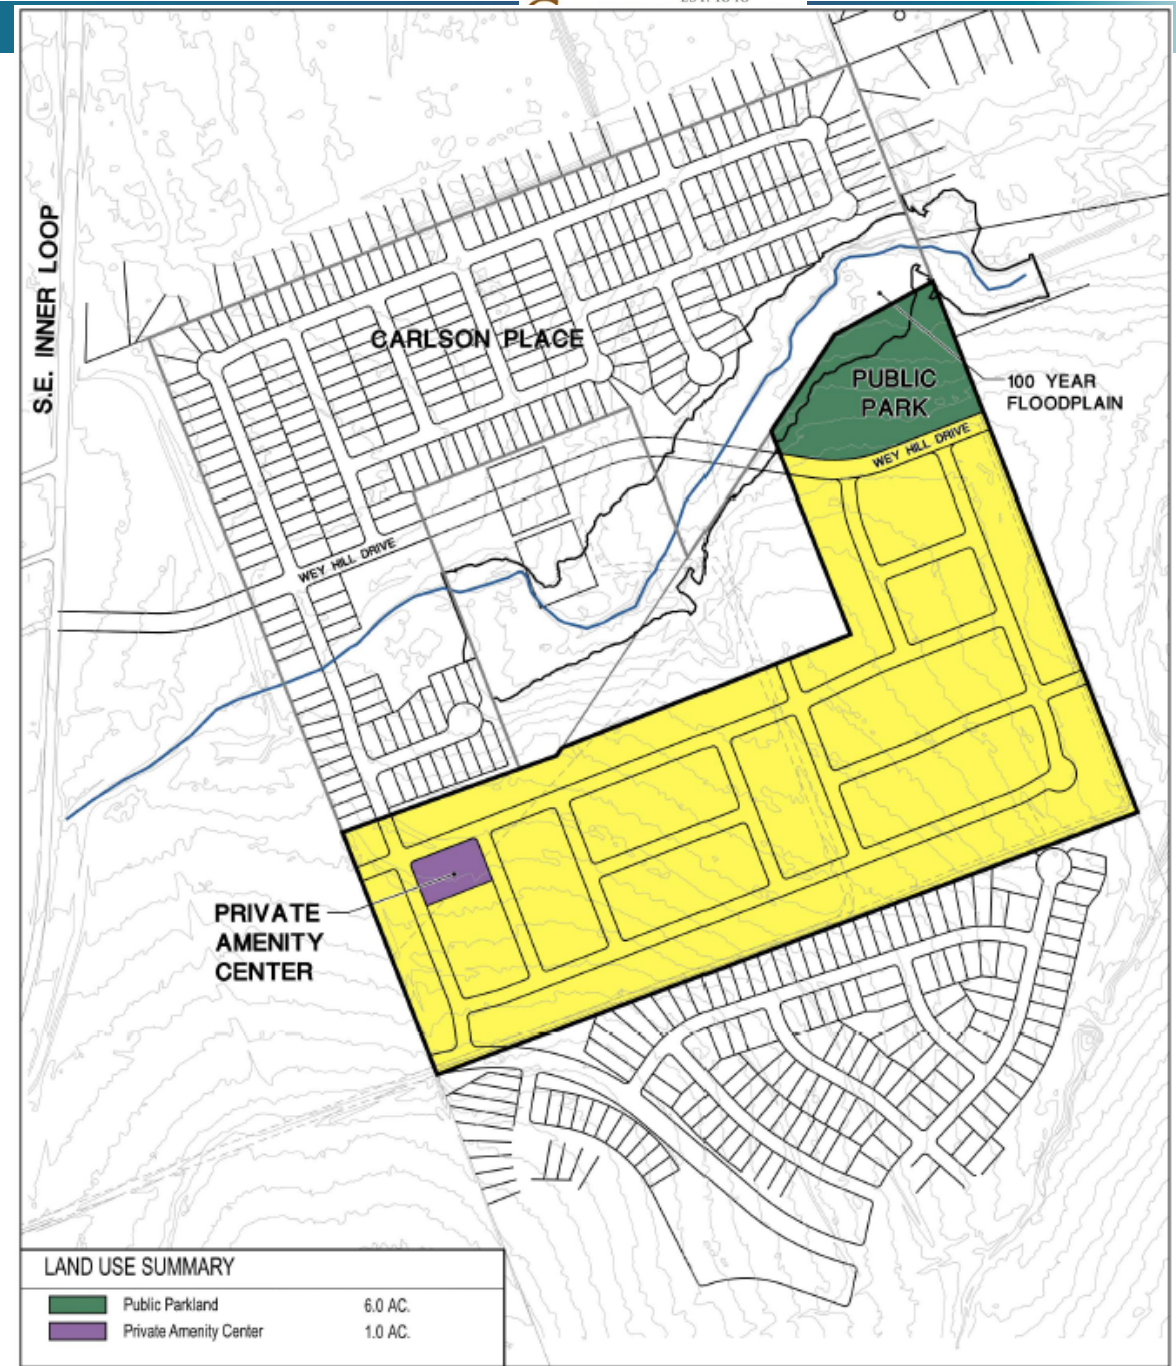 S.E. INNER LOOP
CARLSON PLACE
PUBLIC
PARK
100 YEAR
FLOODPLAIN
WEY HILL DRIVE
WEY HILL DRIVE
PRIVATE
AMENITY
CENTER
LAND USE SUMMARY
Public Parkland 6.0 AC.
Private Amenity Center 1.0 AC.